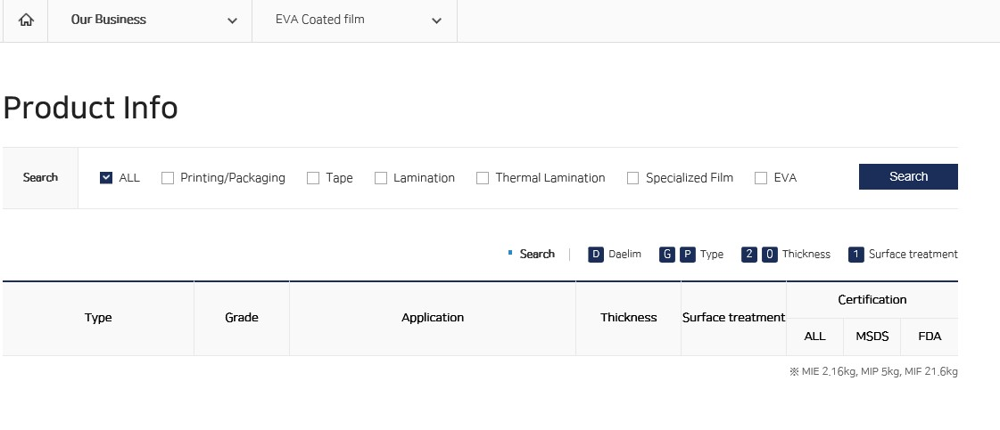 Our Business EVA Coated film
Product Info
Search ALL Printing/Packaging Tape Lamination Thermal Lamination Specialized Film EVA Search
Search D Daelim G P Type 2 0 Thickness 1 Surface treatment
Type Grade Application Thickness Surface treatment Certification
ALL MSDS FDA
※ MIE 2.16kg, MIP 5kg, MIF 21.6kg